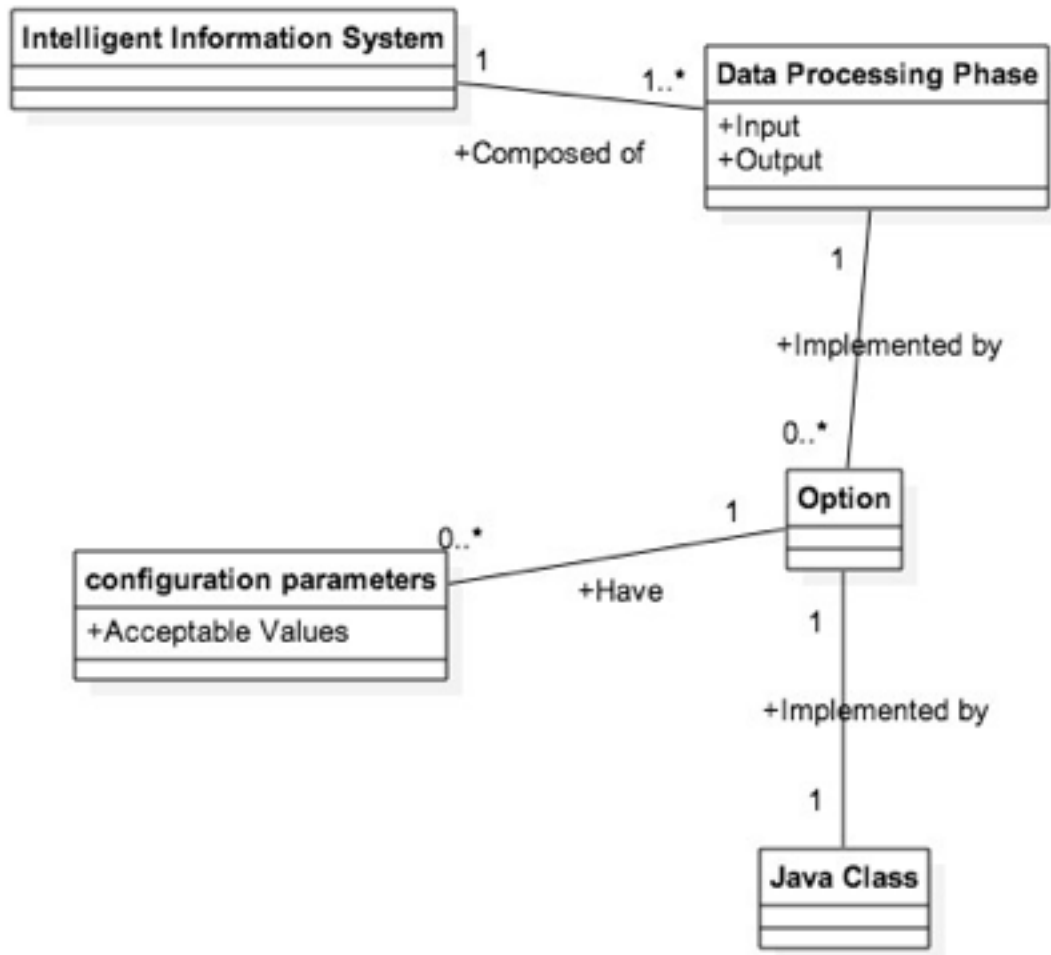 Intelligent Information System
1
1..*
+Composed of
Data Processing Phase
+Input
+Output
1
+Implemented by
0..*
Option
1
0..*
+Have
configuration parameters
+Acceptable Values
1
+Implemented by
1
Java Class